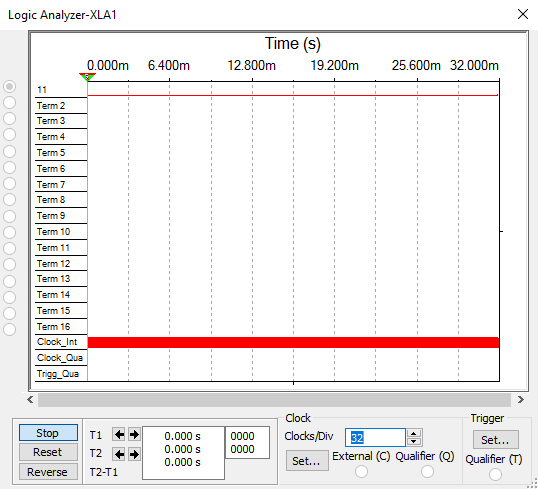 Logic Analyzer-XLA1
Time (s)
0.000m 6.400m 12.800m 19.200m 25.600m 32.000m
11
Term 2
Term 3
Term 4
Term 5
Term 6
Term 7
Term 8
Term 9
Term 10
Term 11
Term 12
Term 13
Term 14
Term 15
Term 16
Clock_Int
Clock_Qua
Trigg_Qua
Stop
Reset
Reverse
T1
T2
T2-T1
0.000 s
0.000 s
0.000 s
0000
0000
Clock
Clocks/Div 32
Set... External (C) Qualifier (Q)
Trigger
Set...
Qualifier (T)